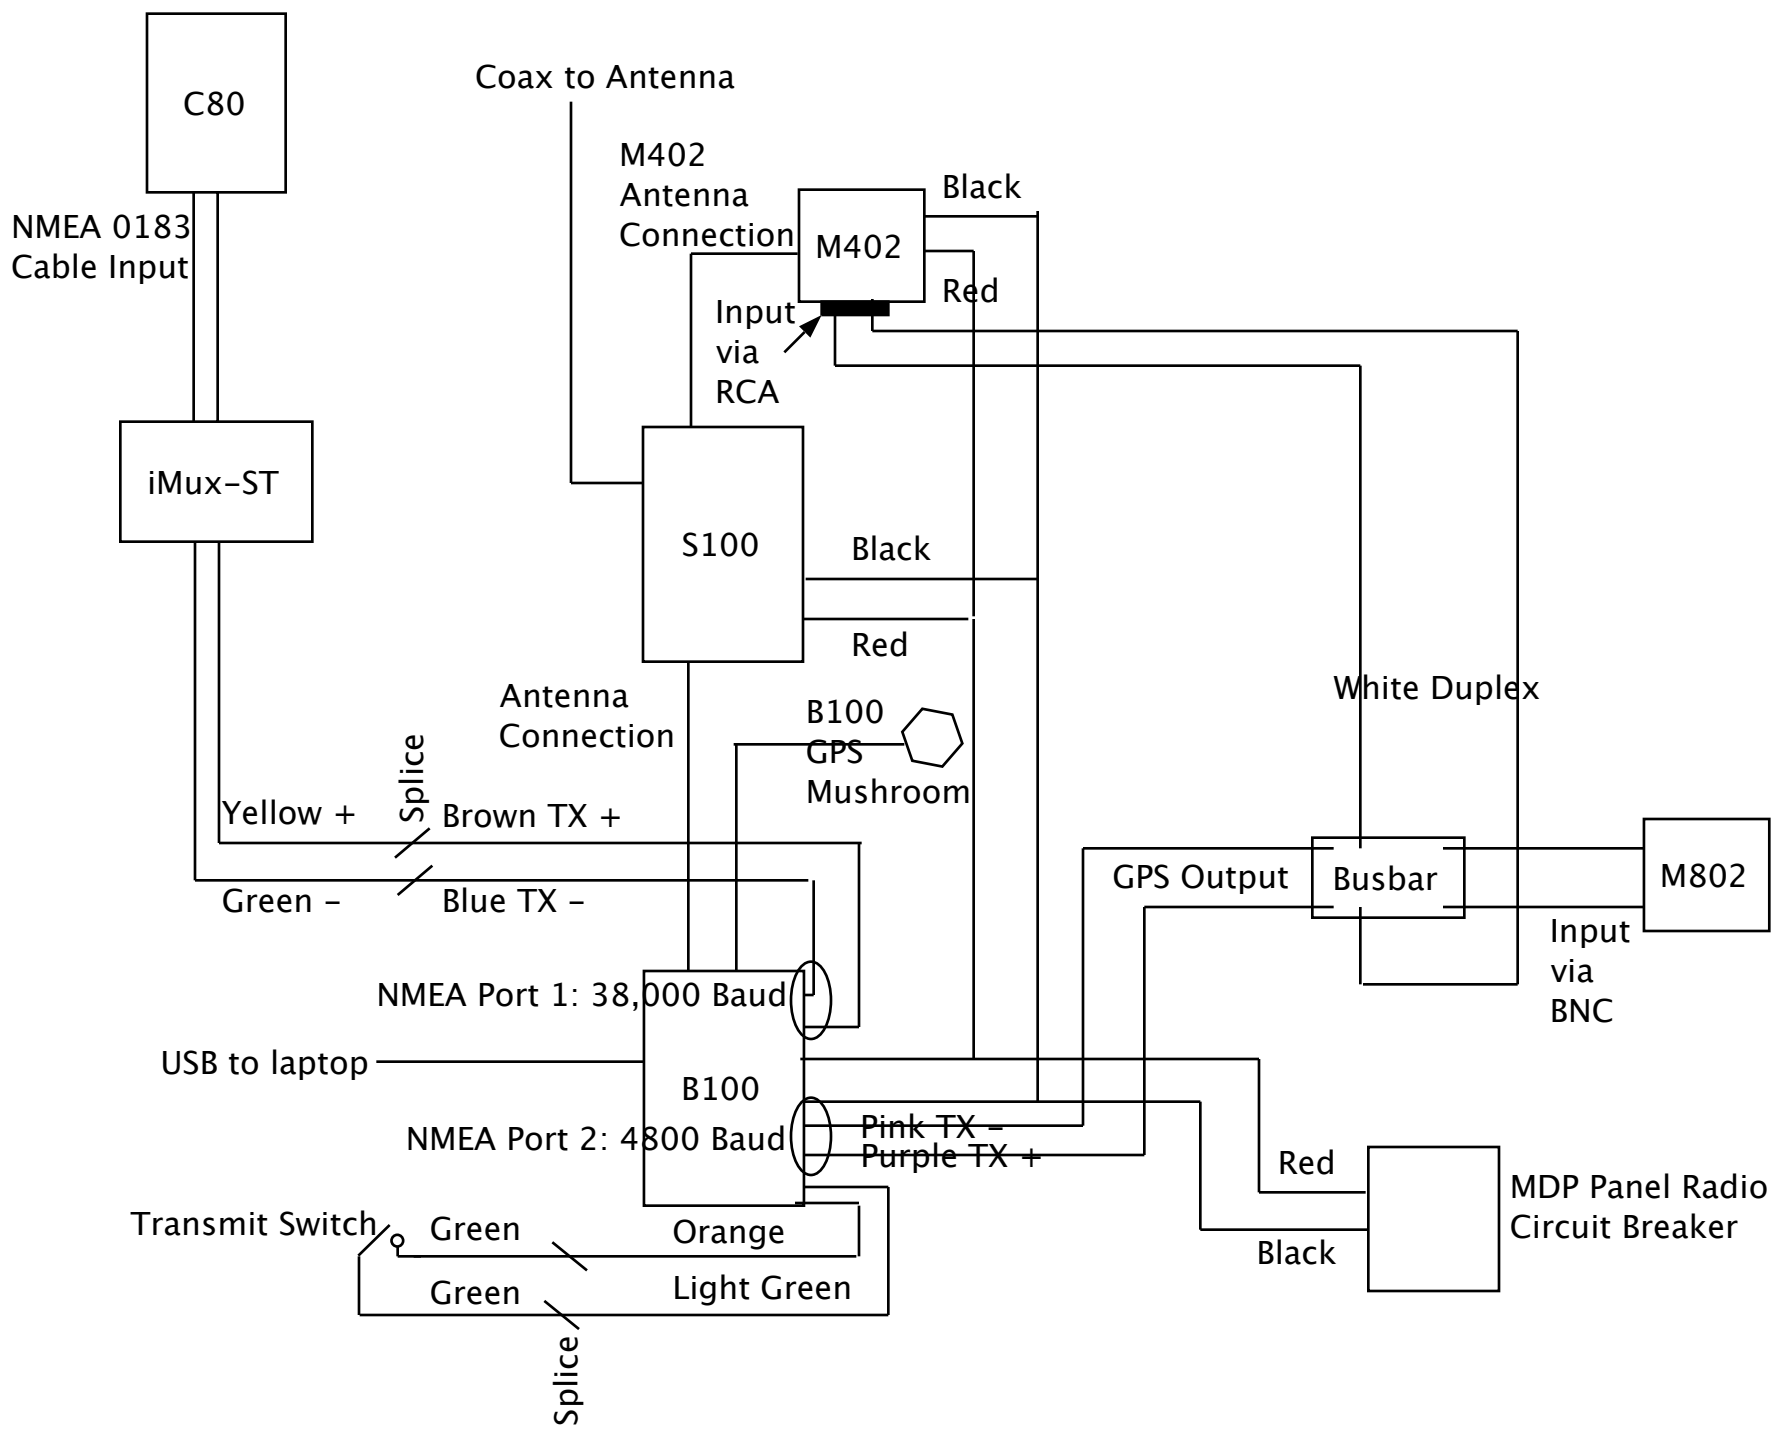 C80
Coax to Antenna
M402
Antenna
Connection
M402
Black
Red
NMEA 0183
Cable Input
Input
via
RCA
iMux-ST
S100
Black
Red
Antenna
Connection
B100
GPS
Mushroom
White Duplex
Splice
Yellow +
Brown TX +
Green -
Blue TX -
GPS Output
Busbar
M802
Input
via
BNC
NMEA Port 1: 38,000 Baud
USB to laptop
B100
NMEA Port 2: 4800 Baud
Pink TX -
Purple TX +
Red
Black
MDP Panel Radio
Circuit Breaker
Transmit Switch
Green
Orange
Green
Light Green
Splice